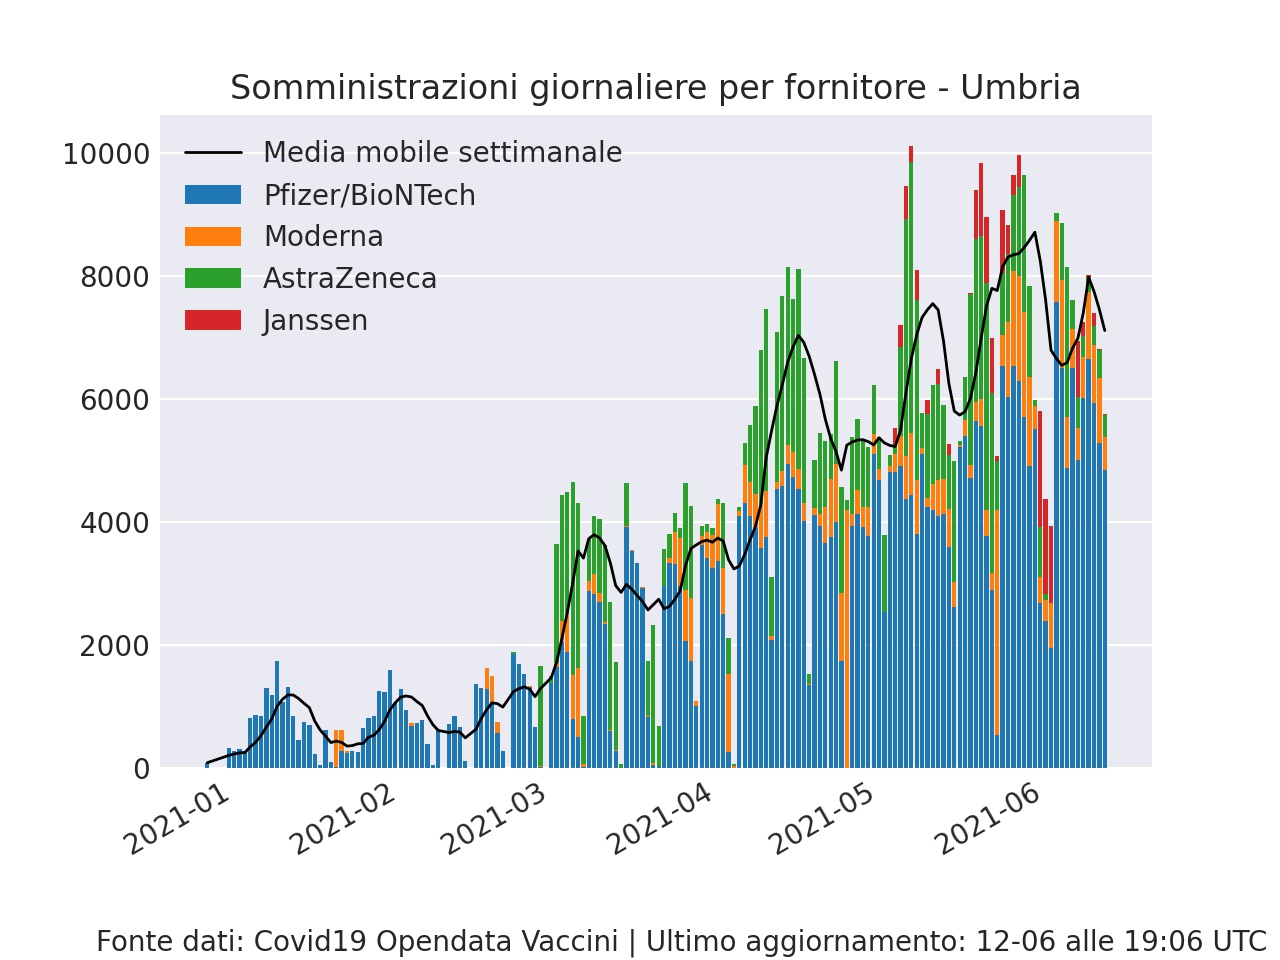 Somministrazioni giornaliere per fornitore - Umbria
Media mobile settimanale
Pfizer/BioNTech
Moderna
AstraZeneca
Janssen
10000
8000
6000
4000
2000
0
2021-01
2021-02
2021-03
2021-04
2021-05
2021-06
Fonte dati: Covid19 Opendata Vaccini | Ultimo aggiornamento: 12-06 alle 19:06 UTC